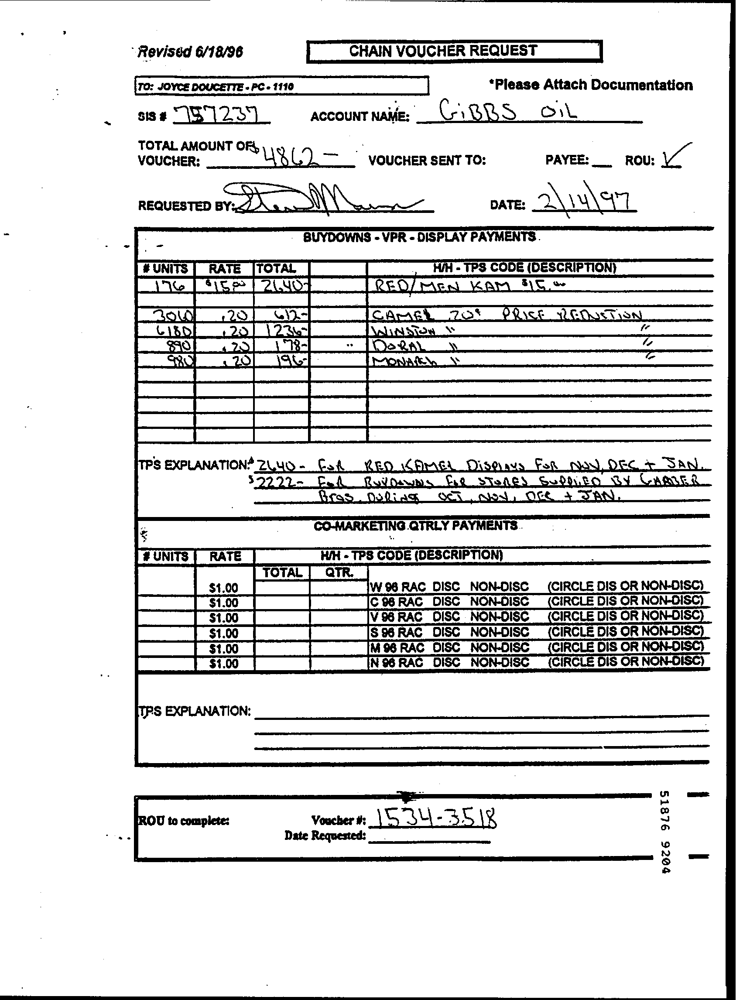 Revised 6/18/96
CHAIN VOUCHER REQUEST
TO: JOYCE DOUCETTE - PC - 1110
*Please Attach Documentation
SIS # 757237 ACCOUNT NAME: GiBBS OiL
TOTAL AMOUNT OF $
VOUCHER: 4862- VOUCHER SENT TO: PAYEE: ROU: ✓
REQUESTED BY: DATE: 2/14/97
BUYDOWNS - VPR - DISPLAY PAYMENTS
# UNITS RATE TOTAL H/H - TPS CODE (DESCRIPTION)
176 $15.00 2640- RED/MEN KAM $15.00
3060 .20 612- CAMEL 20¢ PRICE REDUCTION
6180 .20 1236- WINSTON " "
890 .20 178- DORAL " "
980 .20 196- MONARCH " "
TPS EXPLANATION: $2640- FOR RED KAMEL DISPLAYS FOR NOV, DEC + JAN.
$2222- FOR BUYDOWNS FOR STORES SUPPLIED BY GARBER
BROS DURING OCT, NOV, DEC + JAN.
CO-MARKETING QTRLY PAYMENTS
# UNITS RATE H/H - TPS CODE (DESCRIPTION)
TOTAL QTR.
$1.00 W 96 RAC DISC NON-DISC (CIRCLE DIS OR NON-DISC)
$1.00 C 96 RAC DISC NON-DISC (CIRCLE DIS OR NON-DISC)
$1.00 V 96 RAC DISC NON-DISC (CIRCLE DIS OR NON-DISC)
$1.00 S 96 RAC DISC NON-DISC (CIRCLE DIS OR NON-DISC)
$1.00 M 96 RAC DISC NON-DISC (CIRCLE DIS OR NON-DISC)
$1.00 N 96 RAC DISC NON-DISC (CIRCLE DIS OR NON-DISC)
TPS EXPLANATION:
ROU to complete: Voucher #: 1534-3518
Date Requested:
51876 9204